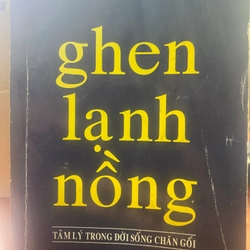 ghen
lạnh
nồng
TÂM LÝ TRONG ĐỜI SỐNG CHĂN GỐI